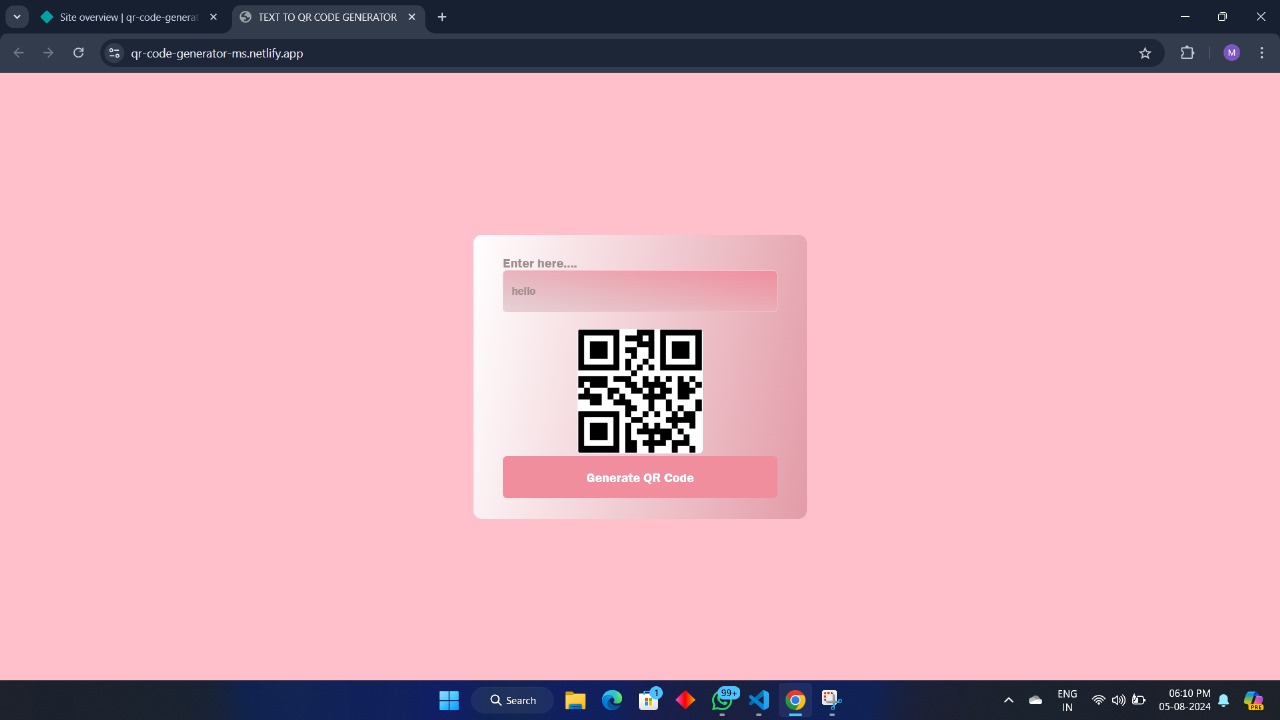 Site overview | qr-code-generat
TEXT TO QR CODE GENERATOR
qr-code-generator-ms.netlify.app
M
Enter here....
hello
Generate QR Code
Search
1
99+
ENG
IN
06:10 PM
05-08-2024
PRE